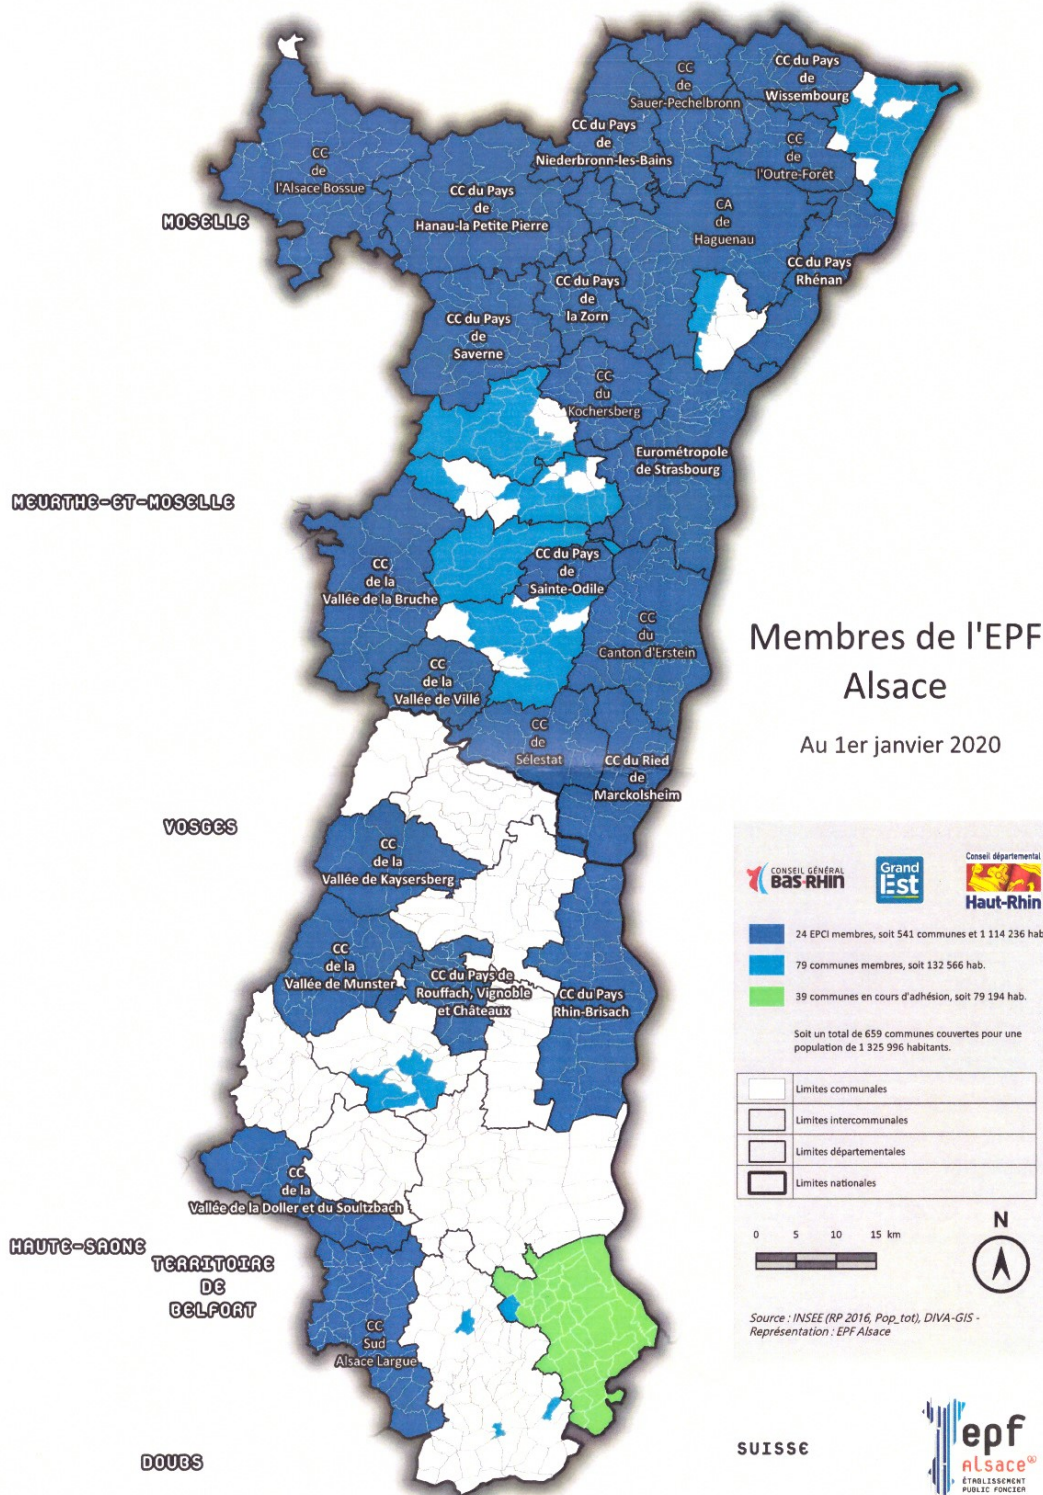 CC
de
Sauer-Pechelbronn
CC du Pays
de
Wissembourg
CC du Pays
de
Niederbronn-les-Bains
CC
de
l'Outre-Forêt
CC
de
l'Alsace Bossue
CC du Pays
de
Hanau-la Petite Pierre
CA
de
Haguenau
MOSELLE
CC du Pays
Rhénan
CC du Pays
de
la Zorn
CC du Pays
de
Saverne
CC
du
Kochersberg
Eurométropole
de Strasbourg
MEURTHE-ET-MOSELLE
CC du Pays
de
Sainte-Odile
CC
de la
Vallée de la Bruche
CC
du
Canton d'Erstein
Membres de l'EPF
Alsace
Au 1er janvier 2020
CC
de la
Vallée de Villé
CC
de
Sélestat
CC du Ried
de
Marckolsheim
VOSGES
CC
de la
Vallée de Kaysersberg
CONSEIL GÉNÉRAL
BAS-RHIN
Grand
Est
Conseil départemental
Haut-Rhin
24 EPCI membres, soit 541 communes et 1 114 236 hab
79 communes membres, soit 132 566 hab.
39 communes en cours d'adhésion, soit 79 194 hab.
Soit un total de 659 communes couvertes pour une
population de 1 325 996 habitants.
CC
de la
Vallée de Munster
CC du Pays de
Rouffach, Vignoble
et Châteaux
CC du Pays
Rhin-Brisach
Limites communales
Limites intercommunales
Limites départementales
Limites nationales
CC
de la
Vallée de la Doller et du Soultzbach
0 5 10 15 km
N
HAUTE-SAONE
TERRITOIRE
DE
BELFORT
CC
Sud
Alsace Largue
Source : INSEE (RP 2016, Pop_tot), DIVA-GIS -
Représentation : EPF Alsace
DOUBS
SUISSE
epf
Alsace
ÉTABLISSEMENT
PUBLIC FONCIER